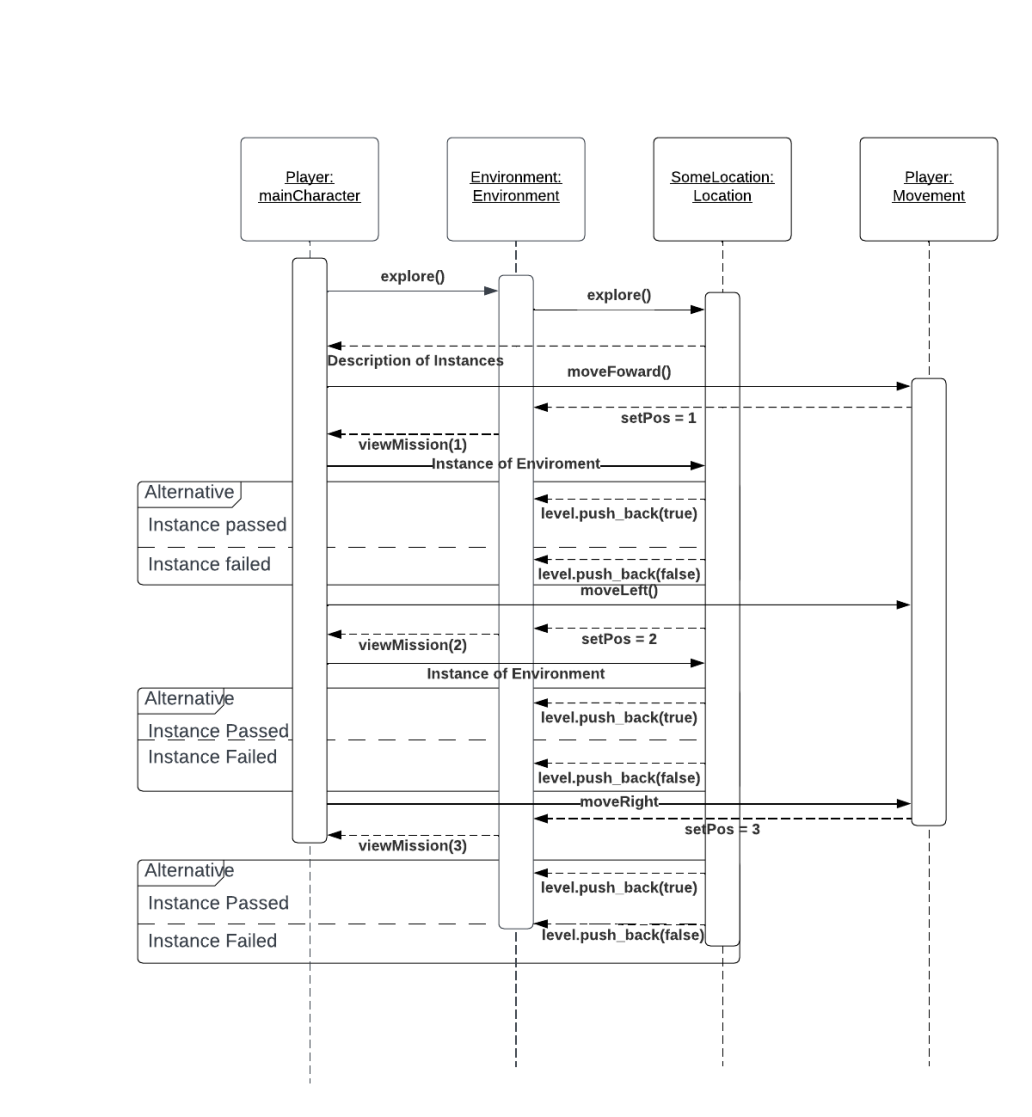 Player:
mainCharacter
Environment:
Environment
SomeLocation:
Location
Player:
Movement
explore()
explore()
Description of Instances
moveFoward()
setPos = 1
viewMission(1)
Instance of Enviroment
Alternative
Instance passed
level.push_back(true)
Instance failed
level.push_back(false)
moveLeft()
setPos = 2
viewMission(2)
Instance of Environment
Alternative
level.push_back(true)
Instance Passed
Instance Failed
level.push_back(false)
moveRight
setPos = 3
viewMission(3)
Alternative
level.push_back(true)
Instance Passed
level.push_back(false)
Instance Failed